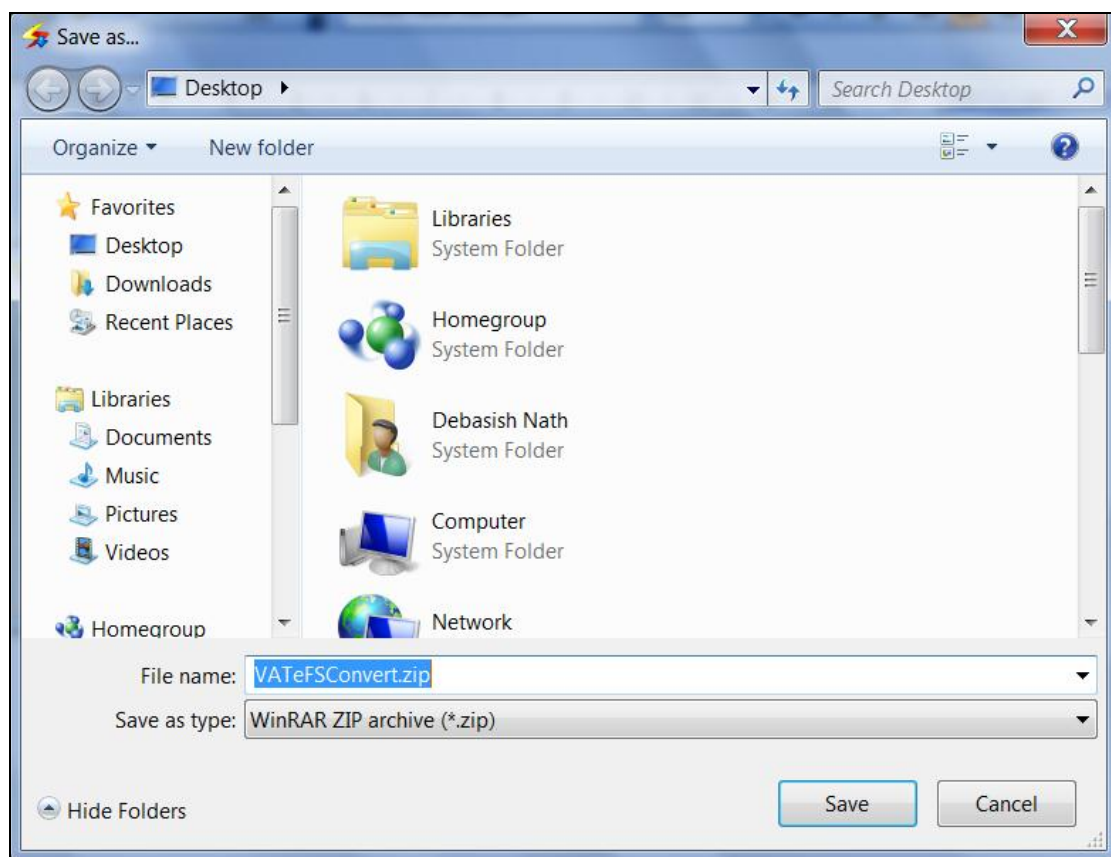 Save as...
Desktop
Search Desktop
Organize
New folder
Favorites
Desktop
Downloads
Recent Places
Libraries
Documents
Music
Pictures
Videos
Homegroup
Libraries
System Folder
Homegroup
System Folder
Debasish Nath
System Folder
Computer
System Folder
Network
File name: VATeFSConvert.zip
Save as type: WinRAR ZIP archive (*.zip)
Hide Folders
Save
Cancel